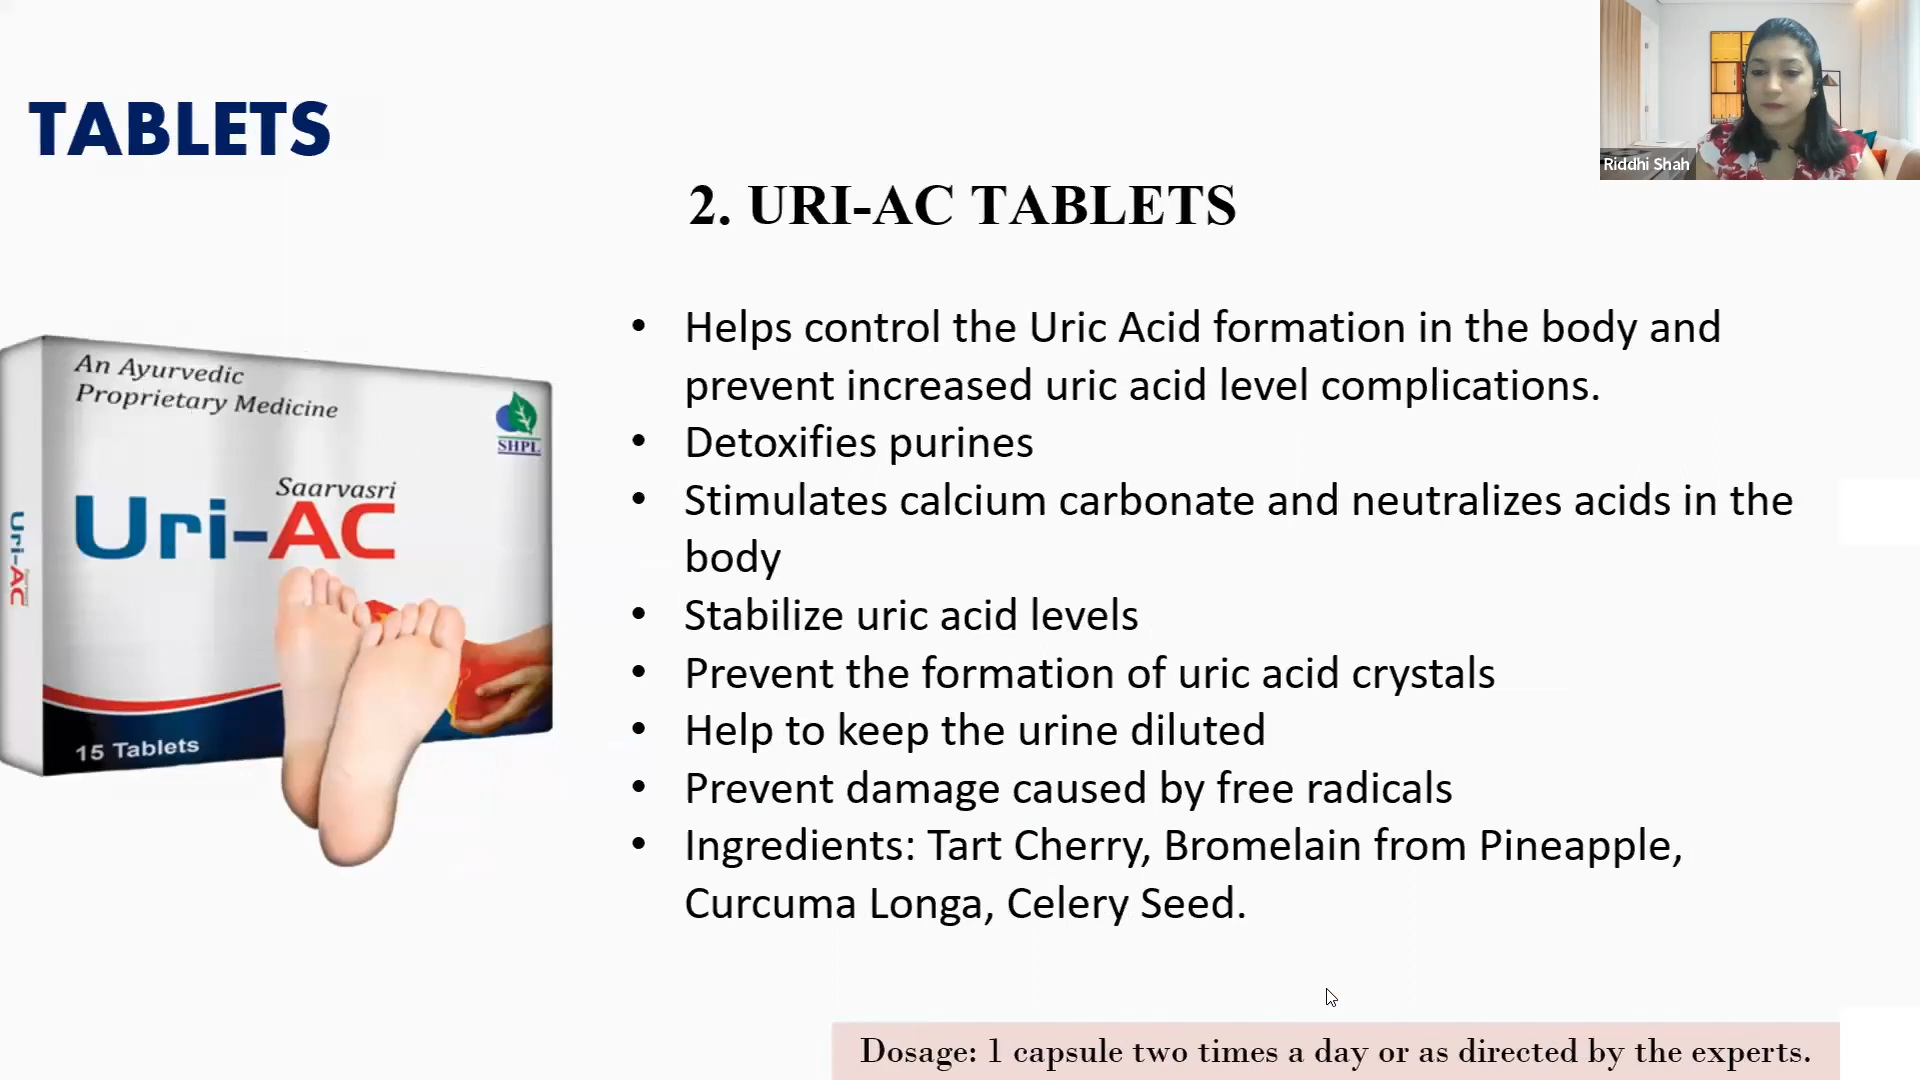 Riddhi Shah
TABLETS
2. URI-AC TABLETS
An Ayurvedic
Proprietary Medicine
SHPL
Saarvasri
Uri-AC
Uri-AC
15 Tablets
• Helps control the Uric Acid formation in the body and
prevent increased uric acid level complications.
• Detoxifies purines
• Stimulates calcium carbonate and neutralizes acids in the
body
• Stabilize uric acid levels
• Prevent the formation of uric acid crystals
• Help to keep the urine diluted
• Prevent damage caused by free radicals
• Ingredients: Tart Cherry, Bromelain from Pineapple,
Curcuma Longa, Celery Seed.
Dosage: 1 capsule two times a day or as directed by the experts.